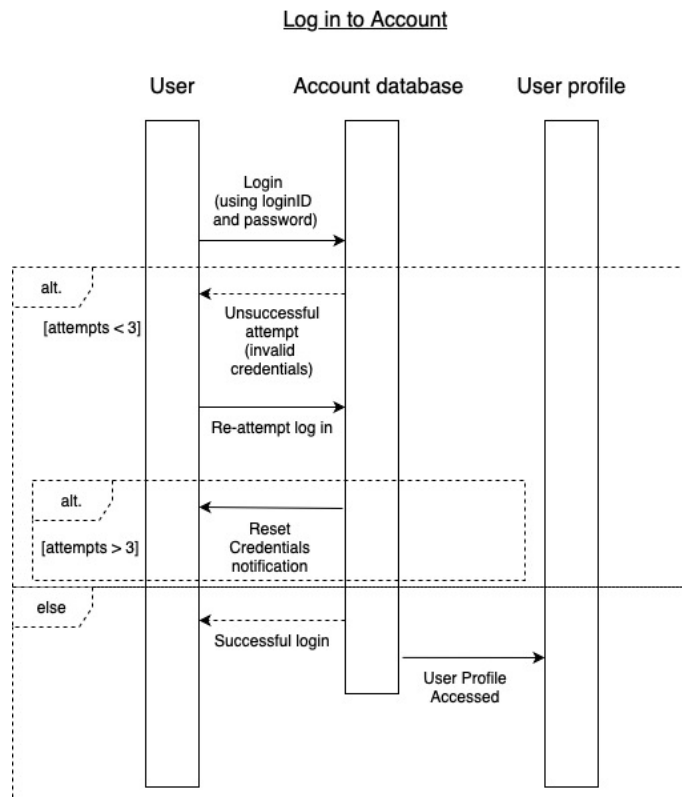 Log in to Account
User
Account database
User profile
Login
(using loginID
and password)
alt.
[attempts < 3]
Unsuccessful
attempt
(invalid
credentials)
Re-attempt log in
alt.
[attempts > 3]
Reset
Credentials
notification
else
Successful login
User Profile
Accessed